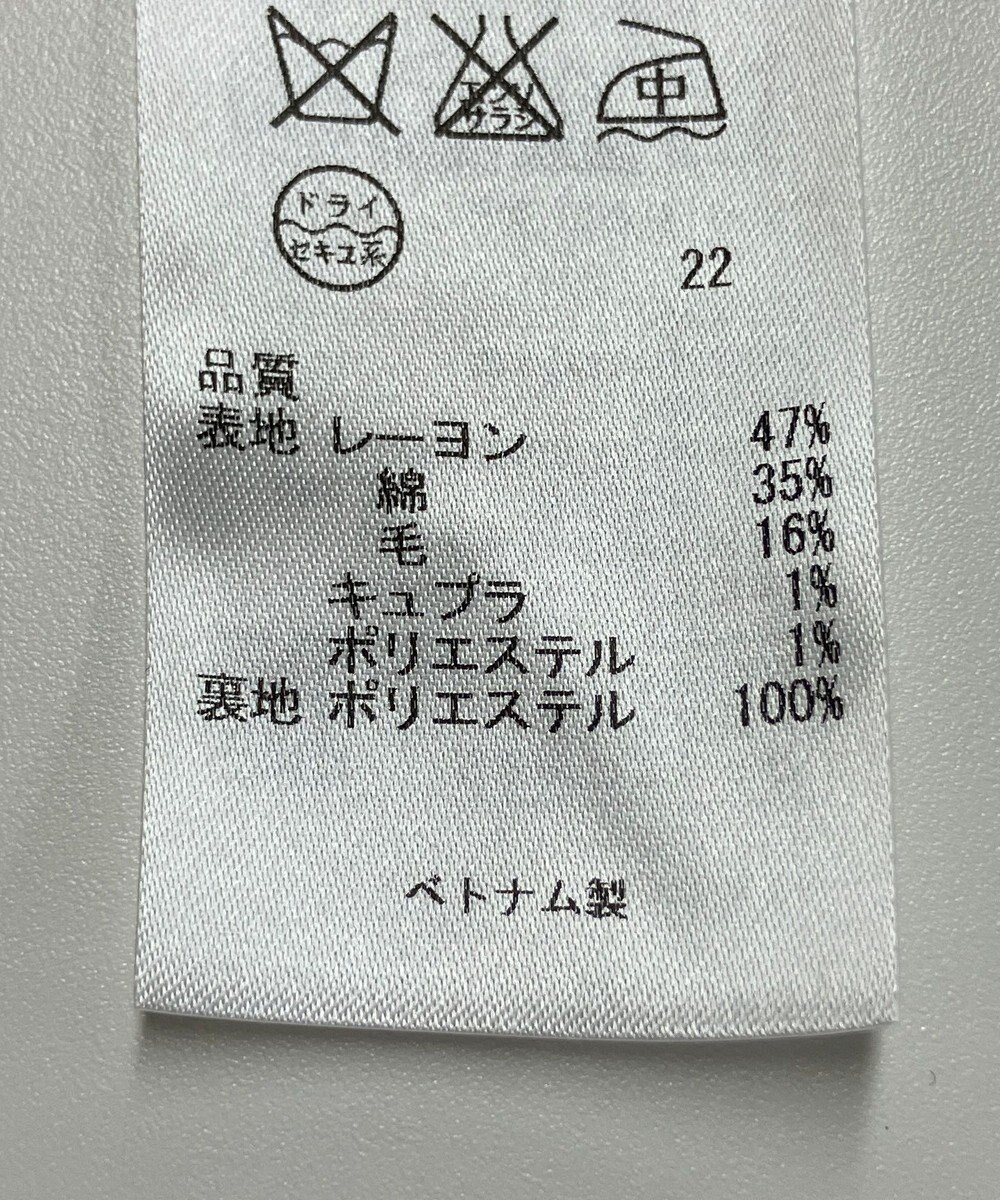 エンソ
サラシ
中
ドライ
セキユ系
22
品質
表地 レーヨン 47%
綿 35%
毛 16%
キュプラ 1%
ポリエステル 1%
裏地 ポリエステル 100%
ベトナム製